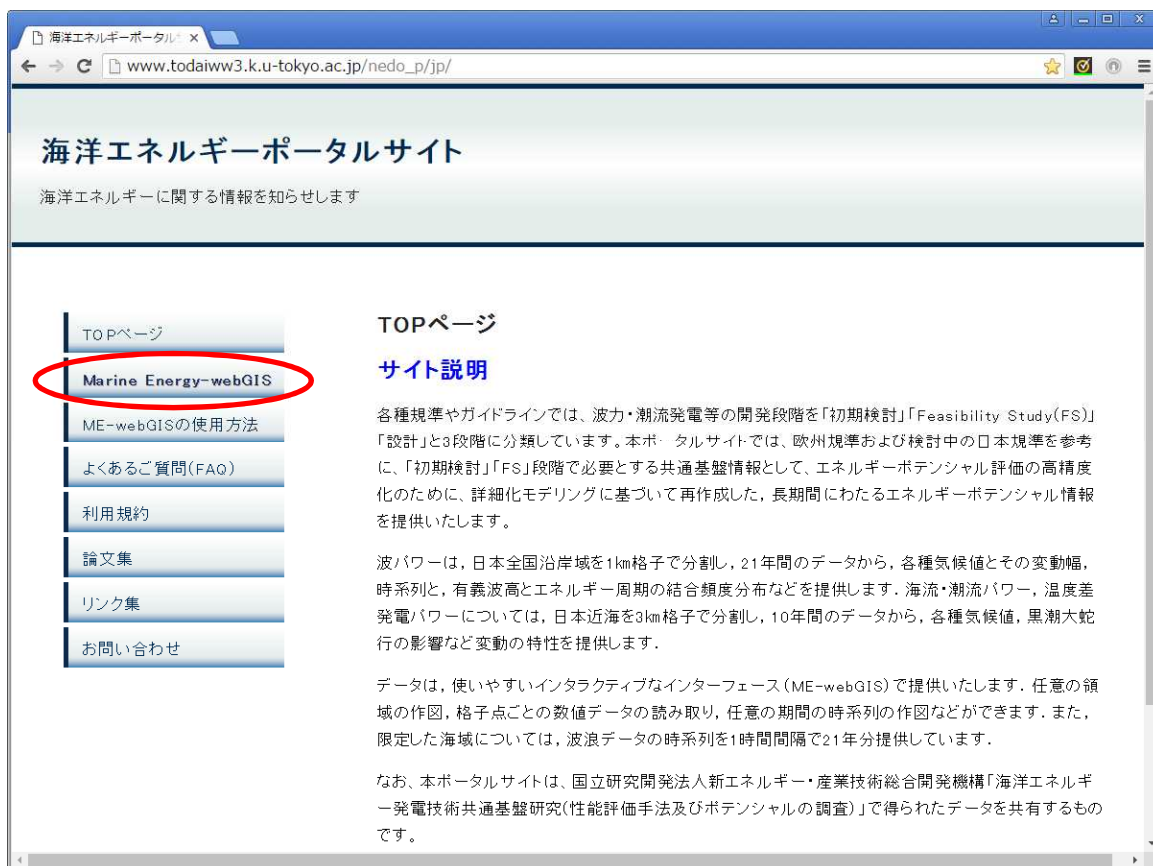 海洋エネルギーポータル
www.todaiww3.k.u-tokyo.ac.jp/nedo_p/jp/
海洋エネルギーポータルサイト
海洋エネルギーに関する情報を知らせします
TOPページ
Marine Energy-webGIS
ME-webGISの使用方法
よくあるご質問(FAQ)
利用規約
論文集
リンク集
お問い合わせ
TOPページ
サイト説明
各種規準やガイドラインでは、波力・潮流発電等の開発段階を「初期検討」「Feasibility Study(FS)」
「設計」と3段階に分類しています。本ポータルサイトでは、欧州規準および検討中の日本規準を参考
に、「初期検討」「FS」段階で必要とする共通基盤情報として、エネルギーポテンシャル評価の高精度
化のために、詳細化モデリングに基づいて再作成した，長期間にわたるエネルギーポテンシャル情報
を提供いたします。
波パワーは，日本全国沿岸域を1km格子で分割し，21年間のデータから，各種気候値とその変動幅，
時系列と，有義波高とエネルギー周期の結合頻度分布などを提供します．海流・潮流パワー，温度差
発電パワーについては，日本近海を3km格子で分割し，10年間のデータから，各種気候値，黒潮大蛇
行の影響など変動の特性を提供します．
データは，使いやすいインタラクティブなインターフェース（ME-webGIS）で提供いたします．任意の領
域の作図，格子点ごとの数値データの読み取り，任意の期間の時系列の作図などができます．また，
限定した海域については，波浪データの時系列を1時間間隔で21年分提供しています．
なお、本ポータルサイトは、国立研究開発法人新エネルギー・産業技術総合開発機構「海洋エネルギ
ー発電技術共通基盤研究(性能評価手法及びポテンシャルの調査)」で得られたデータを共有するもの
です。